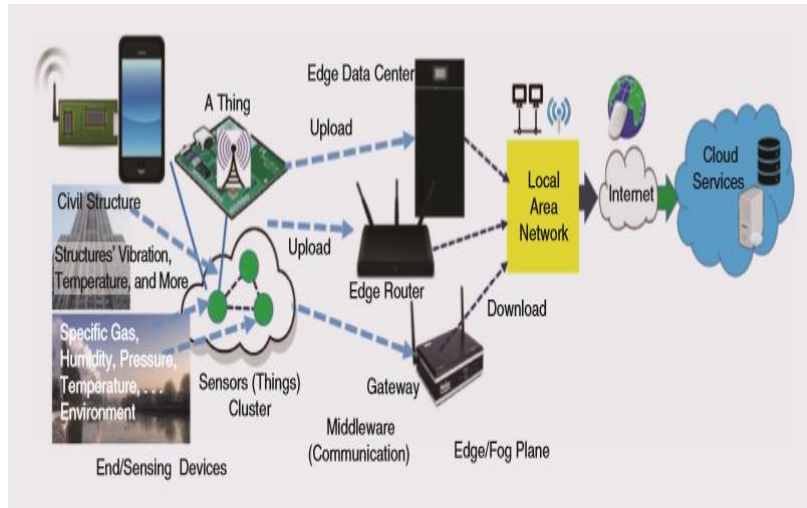 Edge Data Center
A Thing
Upload
Civil Structure
Structures' Vibration,
Temperature, and More
Upload
Local
Area
Network
Internet
Cloud
Services
Edge Router
Download
Specific Gas,
Humidity, Pressure,
Temperature, . . .
Environment
Sensors (Things)
Cluster
Gateway
Middleware
(Communication)
Edge/Fog Plane
End/Sensing Devices